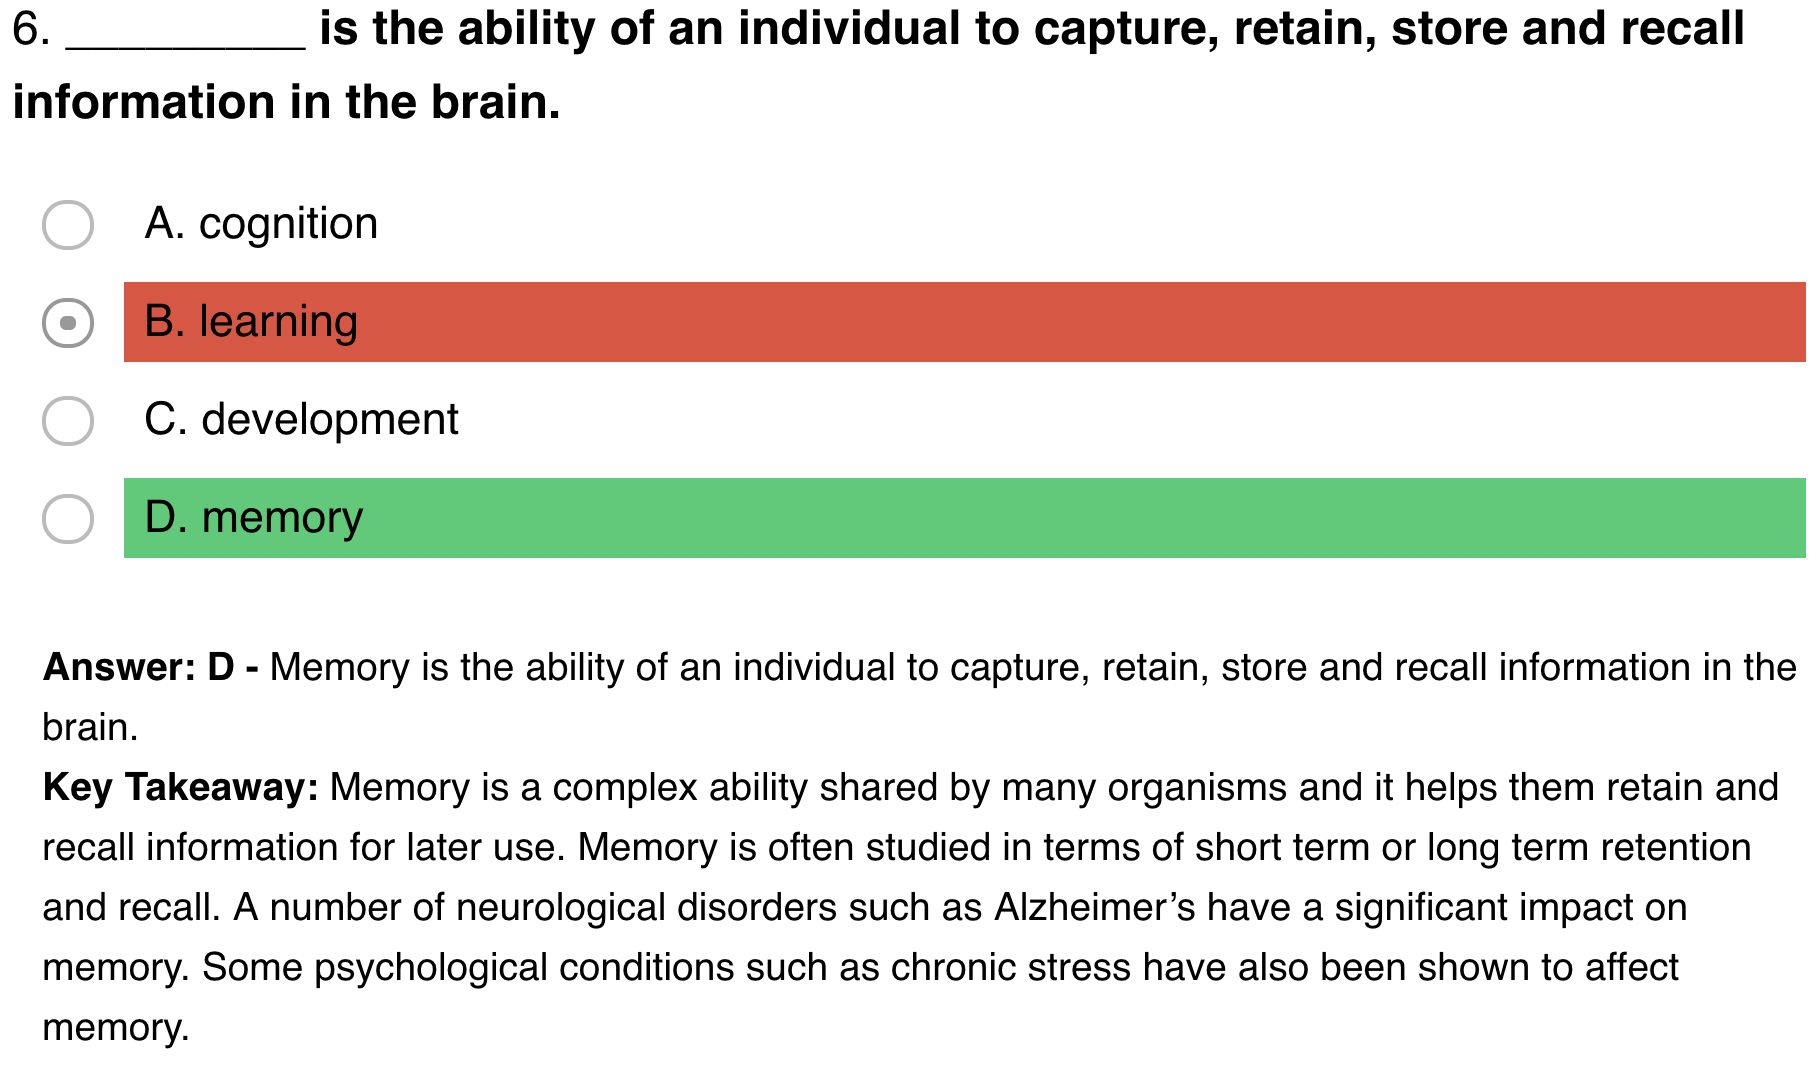 6. __________ is the ability of an individual to capture, retain, store and recall
information in the brain.
A. cognition
B. learning
C. development
D. memory
Answer: D - Memory is the ability of an individual to capture, retain, store and recall information in the
brain.
Key Takeaway: Memory is a complex ability shared by many organisms and it helps them retain and
recall information for later use. Memory is often studied in terms of short term or long term retention
and recall. A number of neurological disorders such as Alzheimer’s have a significant impact on
memory. Some psychological conditions such as chronic stress have also been shown to affect
memory.